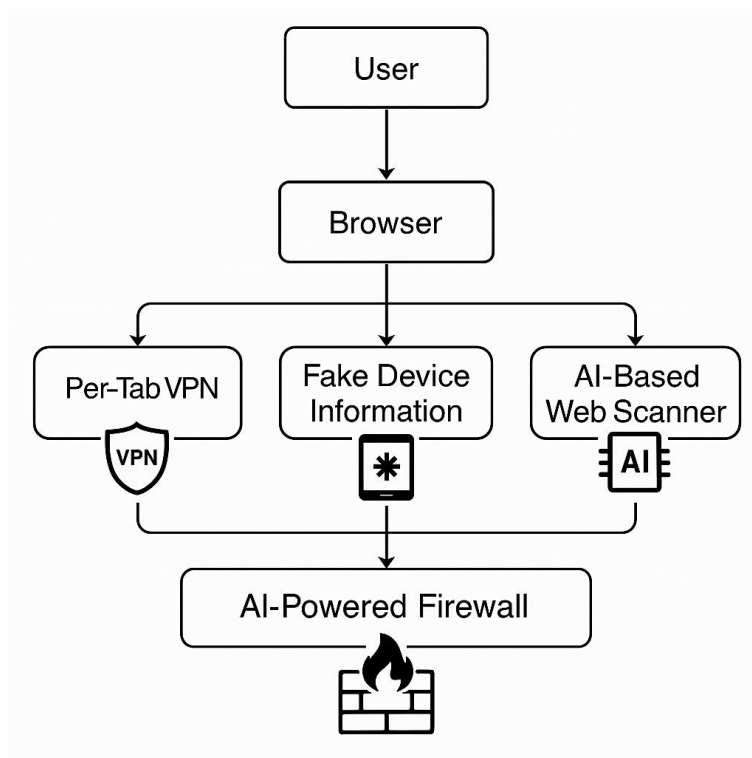 User
Browser
Per-Tab VPN
Fake Device
Information
AI-Based
Web Scanner
VPN
AI
AI-Powered Firewall